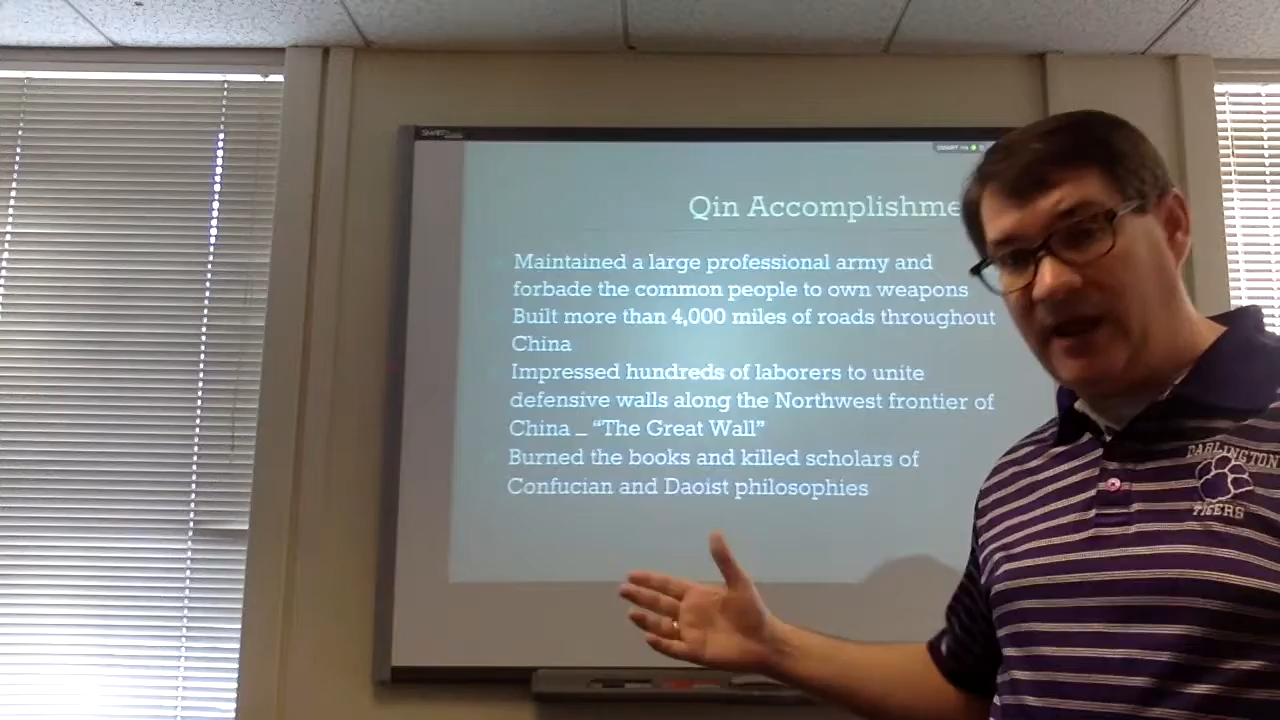 SMART
Qin Accomplishme
Maintained a large professional army and
forbade the common people to own weapons
Built more than 4,000 miles of roads throughout
China
Impressed hundreds of laborers to unite
defensive walls along the Northwest frontier of
China – “The Great Wall”
Burned the books and killed scholars of
Confucian and Daoist philosophies
DARLINGTON
TIGERS